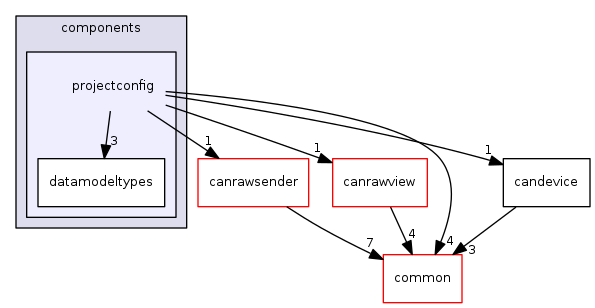 components
projectconfig
3
1
1
1
datamodeltypes
canrawsender
canrawview
candevice
7
4
4
3
common